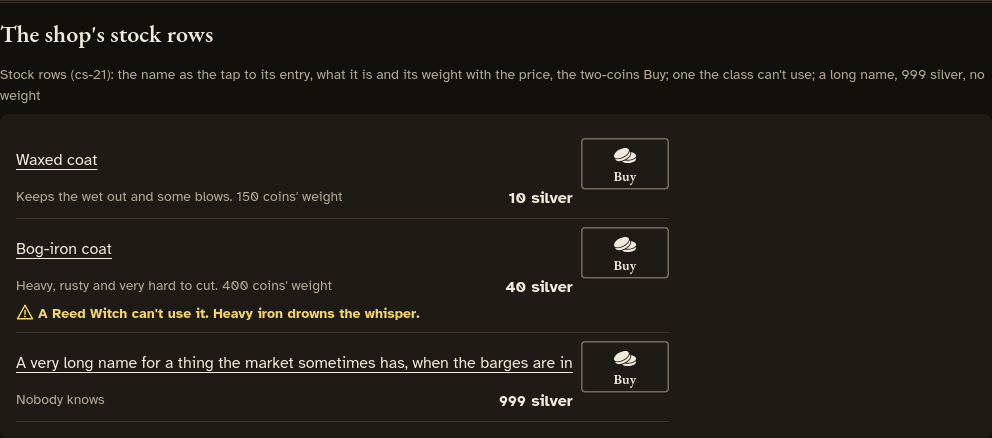 The shop's stock rows
Stock rows (cs-21): the name as the tap to its entry, what it is and its weight with the price, the two-coins Buy; one the class can't use; a long name, 999 silver, no
weight
Waxed coat
Buy
Keeps the wet out and some blows. 150 coins' weight
10 silver
Bog-iron coat
Buy
Heavy, rusty and very hard to cut. 400 coins' weight
40 silver
A Reed Witch can't use it. Heavy iron drowns the whisper.
A very long name for a thing the market sometimes has, when the barges are in
Buy
Nobody knows
999 silver